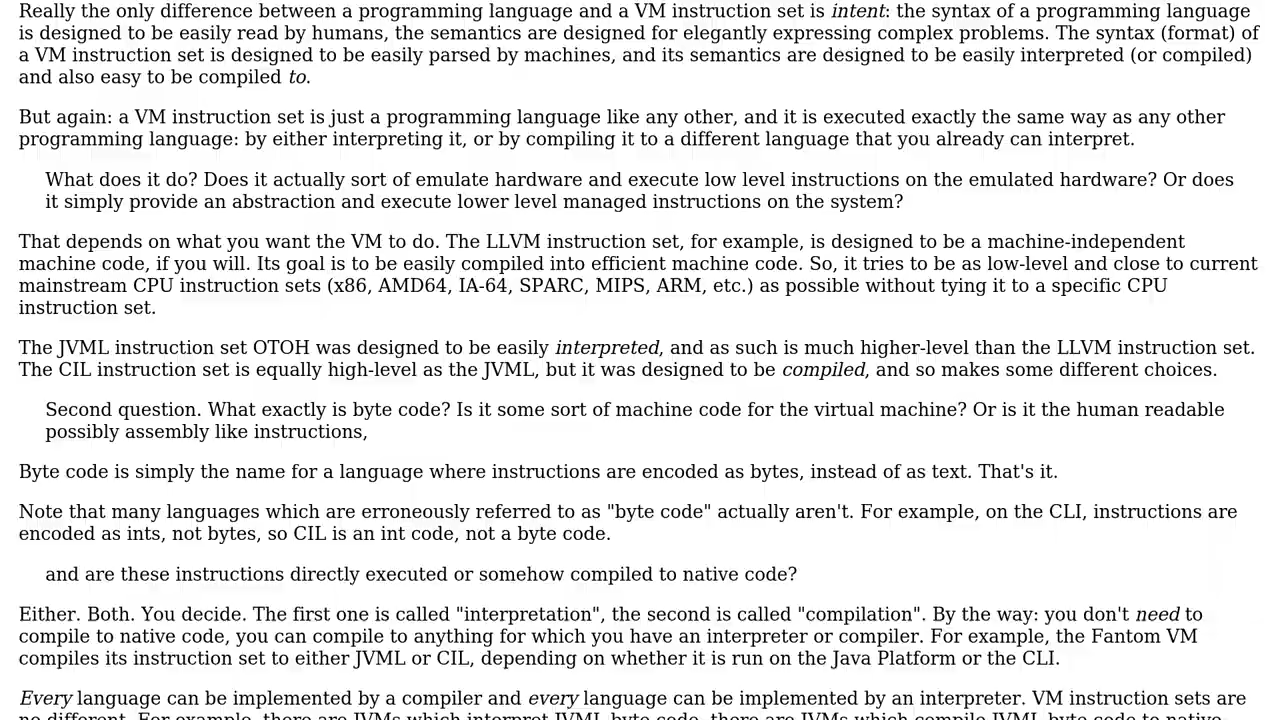 Really the only difference between a programming language and a VM instruction set is intent: the syntax of a programming language
is designed to be easily read by humans, the semantics are designed for elegantly expressing complex problems. The syntax (format) of
a VM instruction set is designed to be easily parsed by machines, and its semantics are designed to be easily interpreted (or compiled)
and also easy to be compiled to.
But again: a VM instruction set is just a programming language like any other, and it is executed exactly the same way as any other
programming language: by either interpreting it, or by compiling it to a different language that you already can interpret.
What does it do? Does it actually sort of emulate hardware and execute low level instructions on the emulated hardware? Or does
it simply provide an abstraction and execute lower level managed instructions on the system?
That depends on what you want the VM to do. The LLVM instruction set, for example, is designed to be a machine-independent
machine code, if you will. Its goal is to be easily compiled into efficient machine code. So, it tries to be as low-level and close to current
mainstream CPU instruction sets (x86, AMD64, IA-64, SPARC, MIPS, ARM, etc.) as possible without tying it to a specific CPU
instruction set.
The JVML instruction set OTOH was designed to be easily interpreted, and as such is much higher-level than the LLVM instruction set.
The CIL instruction set is equally high-level as the JVML, but it was designed to be compiled, and so makes some different choices.
Second question. What exactly is byte code? Is it some sort of machine code for the virtual machine? Or is it the human readable
possibly assembly like instructions,
Byte code is simply the name for a language where instructions are encoded as bytes, instead of as text. That's it.
Note that many languages which are erroneously referred to as "byte code" actually aren't. For example, on the CLI, instructions are
encoded as ints, not bytes, so CIL is an int code, not a byte code.
and are these instructions directly executed or somehow compiled to native code?
Either. Both. You decide. The first one is called "interpretation", the second is called "compilation". By the way: you don't need to
compile to native code, you can compile to anything for which you have an interpreter or compiler. For example, the Fantom VM
compiles its instruction set to either JVML or CIL, depending on whether it is run on the Java Platform or the CLI.
Every language can be implemented by a compiler and every language can be implemented by an interpreter. VM instruction sets are
no different. For example, there are JVMs which interpret JVML byte code, there are JVMs which compile JVML byte code to native-